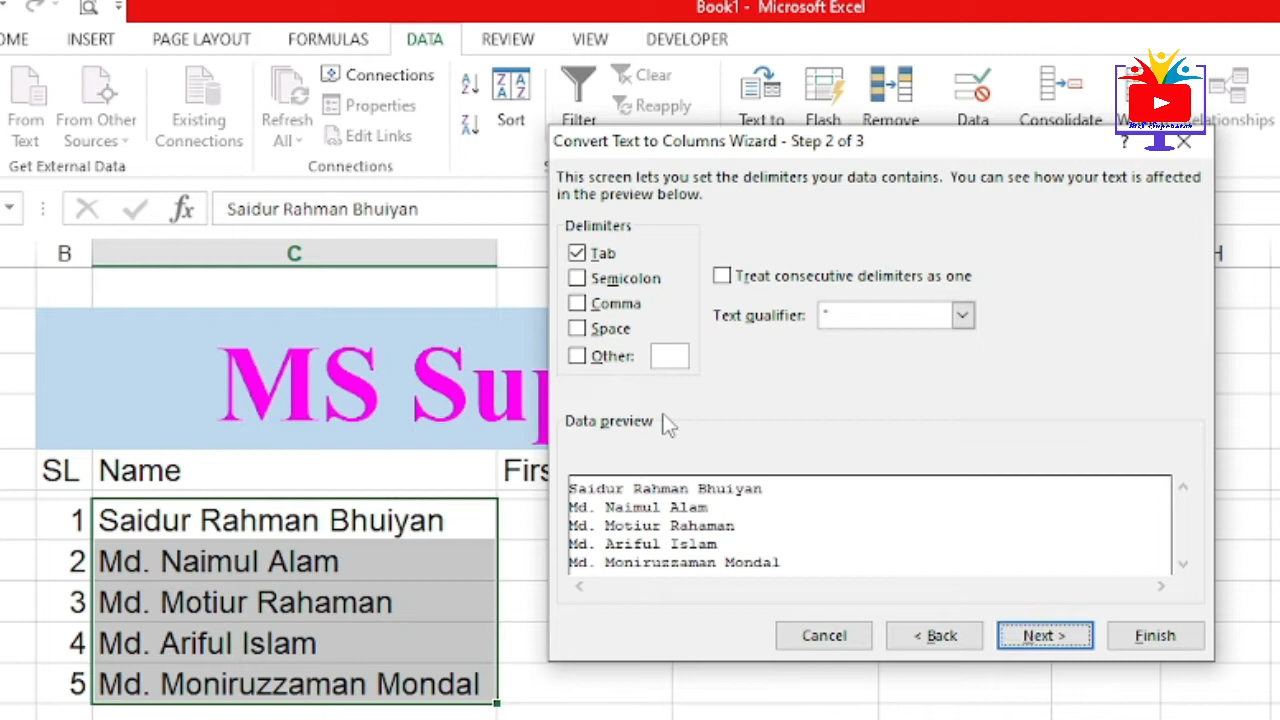 Book1 - Microsoft Excel
OME INSERT PAGE LAYOUT FORMULAS DATA REVIEW VIEW DEVELOPER
From Text
From Other Sources
Existing Connections
Refresh All
Connections
Properties
Edit Links
Sort
Filter
Clear
Reapply
Text to
Flash
Remove
Data
Consolidate
Relationships
Get External Data
Connections
Convert Text to Columns Wizard - Step 2 of 3
?
This screen lets you set the delimiters your data contains. You can see how your text is affected
in the preview below.
fx Saidur Rahman Bhuiyan
Delimiters
Tab
Semicolon
Comma
Space
Other:
Treat consecutive delimiters as one
Text qualifier: "
Data preview
Saidur Rahman Bhuiyan
Md. Naimul Alam
Md. Motiur Rahaman
Md. Ariful Islam
Md. Moniruzzaman Mondal
Cancel < Back Next > Finish
B C H
MS Sup
SL Name Firs
1 Saidur Rahman Bhuiyan
2 Md. Naimul Alam
3 Md. Motiur Rahaman
4 Md. Ariful Islam
5 Md. Moniruzzaman Mondal